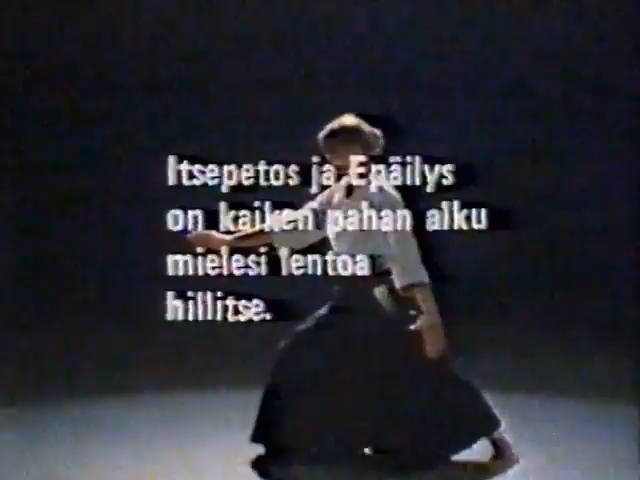 Itsepetos ja Epäilys
on kaiken pahan alku
mielesi lentoa
hillitse.